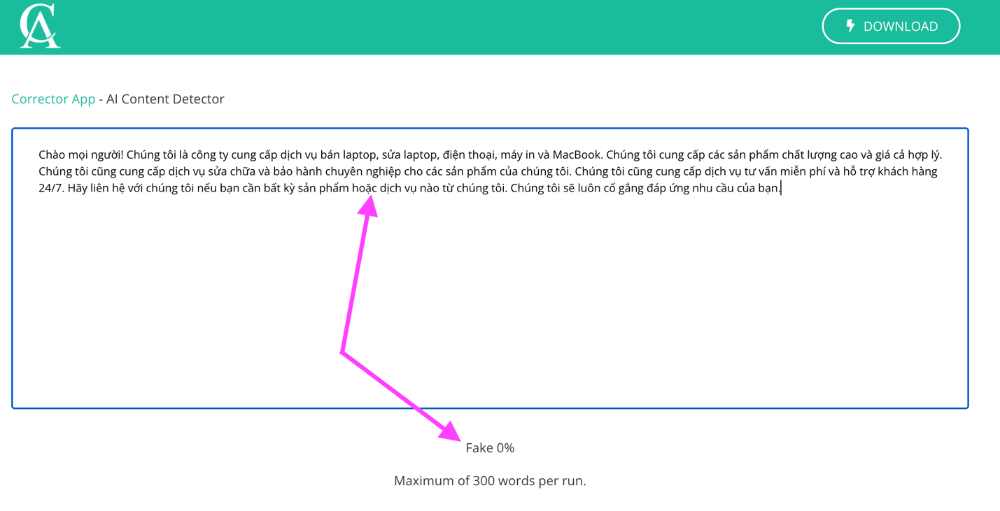 CA
DOWNLOAD
Corrector App - AI Content Detector
Chào mọi người! Chúng tôi là công ty cung cấp dịch vụ bán laptop, sửa laptop, điện thoại, máy in và MacBook. Chúng tôi cung cấp các sản phẩm chất lượng cao và giá cả hợp lý.
Chúng tôi cũng cung cấp dịch vụ sửa chữa và bảo hành chuyên nghiệp cho các sản phẩm của chúng tôi. Chúng tôi cũng cung cấp dịch vụ tư vấn miễn phí và hỗ trợ khách hàng
24/7. Hãy liên hệ với chúng tôi nếu bạn cần bất kỳ sản phẩm hoặc dịch vụ nào từ chúng tôi. Chúng tôi sẽ luôn cố gắng đáp ứng nhu cầu của bạn.
Fake 0%
Maximum of 300 words per run.